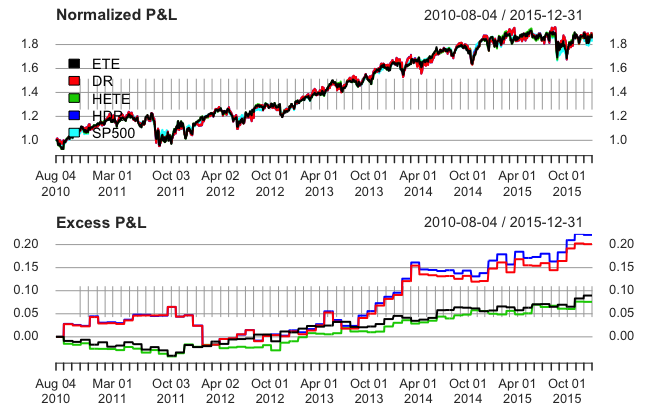 Normalized P&L 2010-08-04 / 2015-12-31
1.8 1.8
1.6 1.6
1.4 1.4
1.2 1.2
1.0 1.0
ETE
DR
HETE
SP500
Aug 04 Mar 01 Oct 03 Apr 02 Oct 01 Apr 01 Oct 01 Apr 01 Oct 01 Apr 01 Oct 01
2010 2011 2011 2012 2012 2013 2013 2014 2014 2015 2015
Excess P&L 2010-08-04 / 2015-12-31
0.20 0.20
0.15 0.15
0.10 0.10
0.05 0.05
0.00 0.00
Aug 04 Mar 01 Oct 03 Apr 02 Oct 01 Apr 01 Oct 01 Apr 01 Oct 01 Apr 01 Oct 01
2010 2011 2011 2012 2012 2013 2013 2014 2014 2015 2015